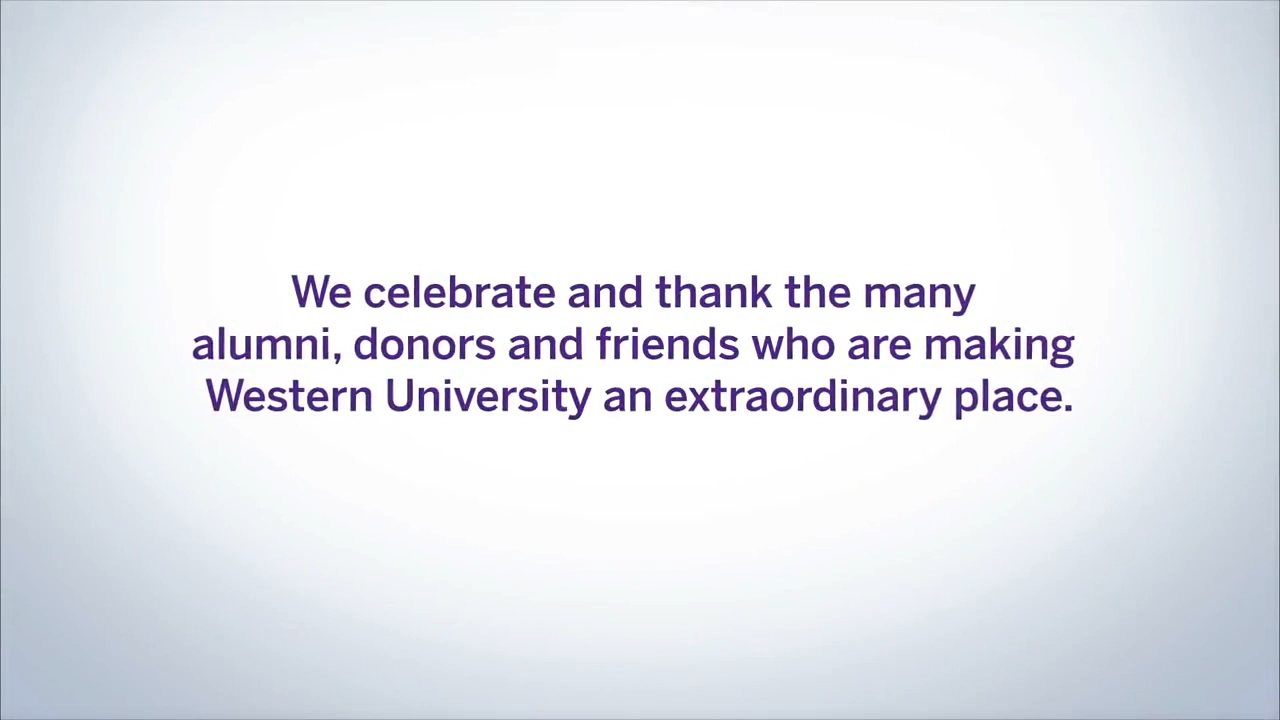 We celebrate and thank the many
alumni, donors and friends who are making
Western University an extraordinary place.